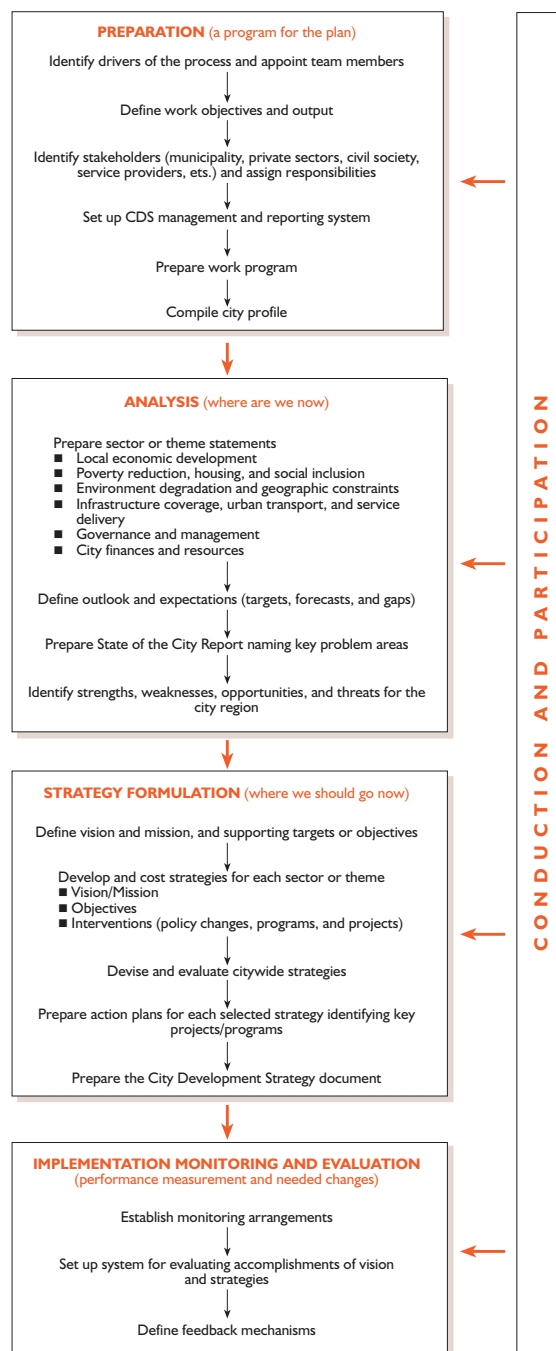 PREPARATION (a program for the plan)
Identify drivers of the process and appoint team members
Define work objectives and output
Identify stakeholders (municipality, private sectors, civil society,
service providers, ets.) and assign responsibilities
Set up CDS management and reporting system
Prepare work program
Compile city profile
ANALYSIS (where are we now)
Prepare sector or theme statements
■ Local economic development
■ Poverty reduction, housing, and social inclusion
■ Environment degradation and geographic constraints
■ Infrastructure coverage, urban transport, and service
delivery
■ Governance and management
■ City finances and resources
Define outlook and expectations (targets, forecasts, and gaps)
Prepare State of the City Report naming key problem areas
Identify strengths, weaknesses, opportunities, and threats for the
city region
STRATEGY FORMULATION (where we should go now)
Define vision and mission, and supporting targets or objectives
Develop and cost strategies for each sector or theme
■ Vision/Mission
■ Objectives
■ Interventions (policy changes, programs, and projects)
Devise and evaluate citywide strategies
Prepare action plans for each selected strategy identifying key
projects/programs
Prepare the City Development Strategy document
IMPLEMENTATION MONITORING AND EVALUATION
(performance measurement and needed changes)
Establish monitoring arrangements
Set up system for evaluating accomplishments of vision
and strategies
Define feedback mechanisms
CONDUCTION AND PARTICIPATION